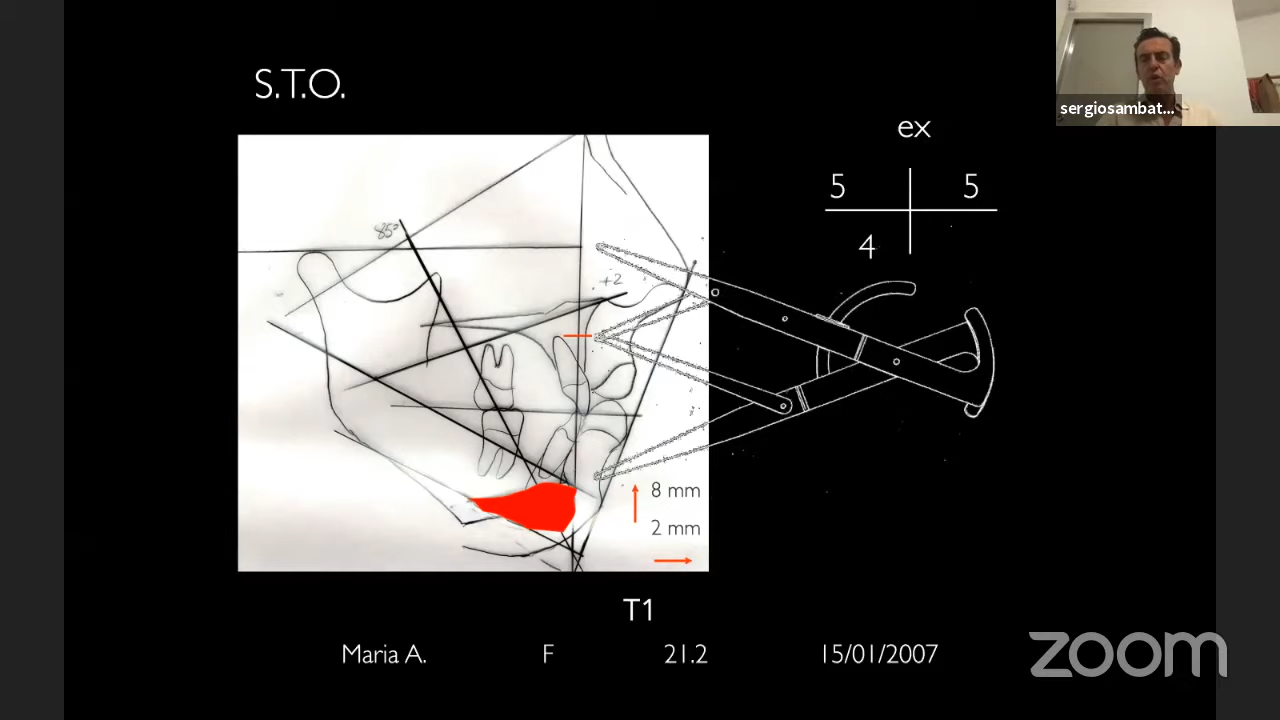 S.T.O.
sergiosambat...
ex
5 5
4
85°
+2
8 mm
2 mm
T1
Maria A. F 21.2 15/01/2007
zoom